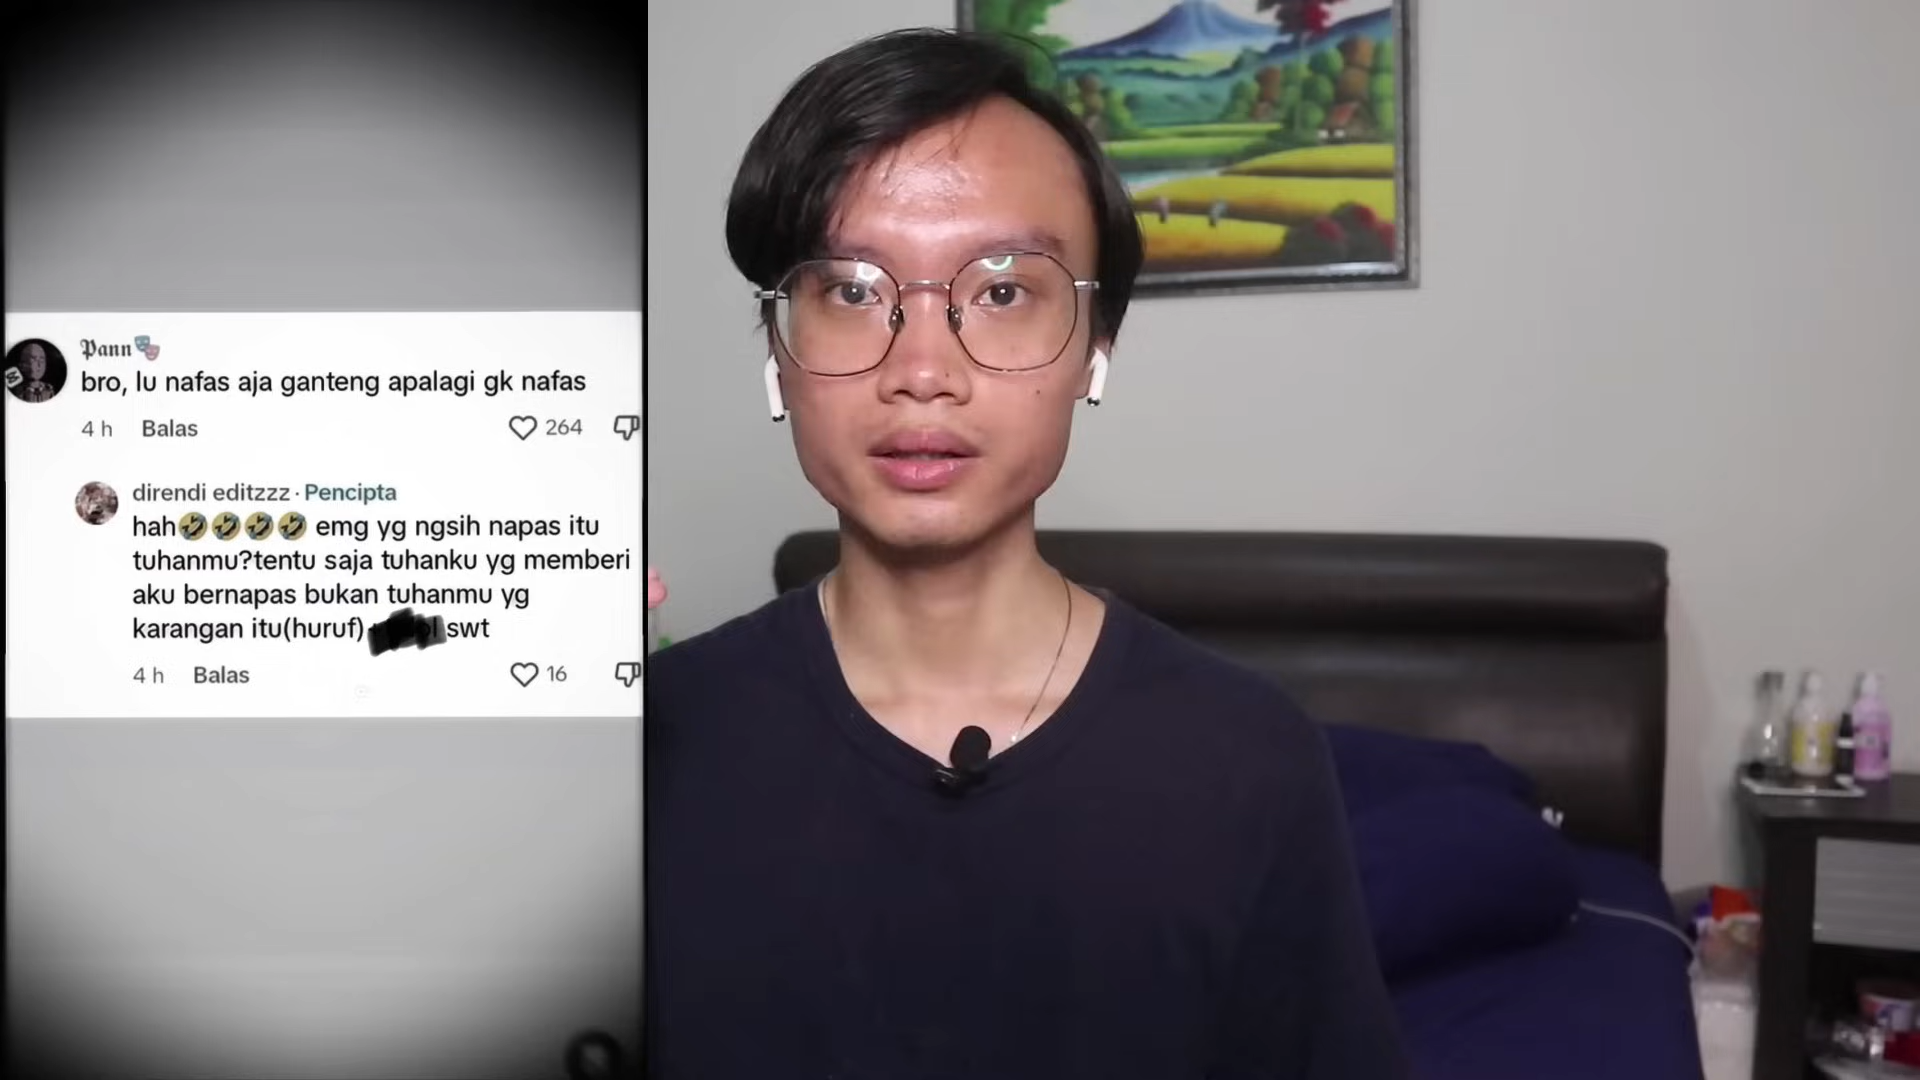 𝕻𝖆𝖓𝖓🎭
bro, lu nafas aja ganteng apalagi gk nafas
4 h Balas 264
direndi editzzz · Pencipta
hah🤣🤣🤣🤣 emg yg ngsih napas itu
tuhanmu?tentu saja tuhanku yg memberi
aku bernapas bukan tuhanmu yg
karangan itu(huruf) swt
4 h Balas 16